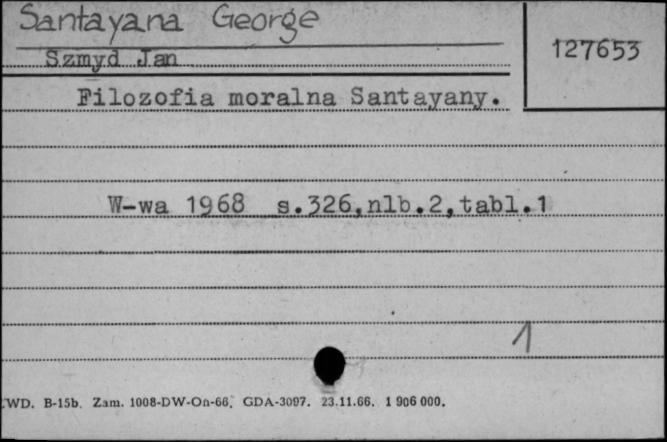 Santayana George
127653
Szmyd Jan
Filozofia moralna Santayany.
W-wa 1968 s.326,nlb.2,tabl.1
1
WD. B-15b. Zam. 1008-DW-On-66. GDA-3097. 23.11.66. 1 906 000.